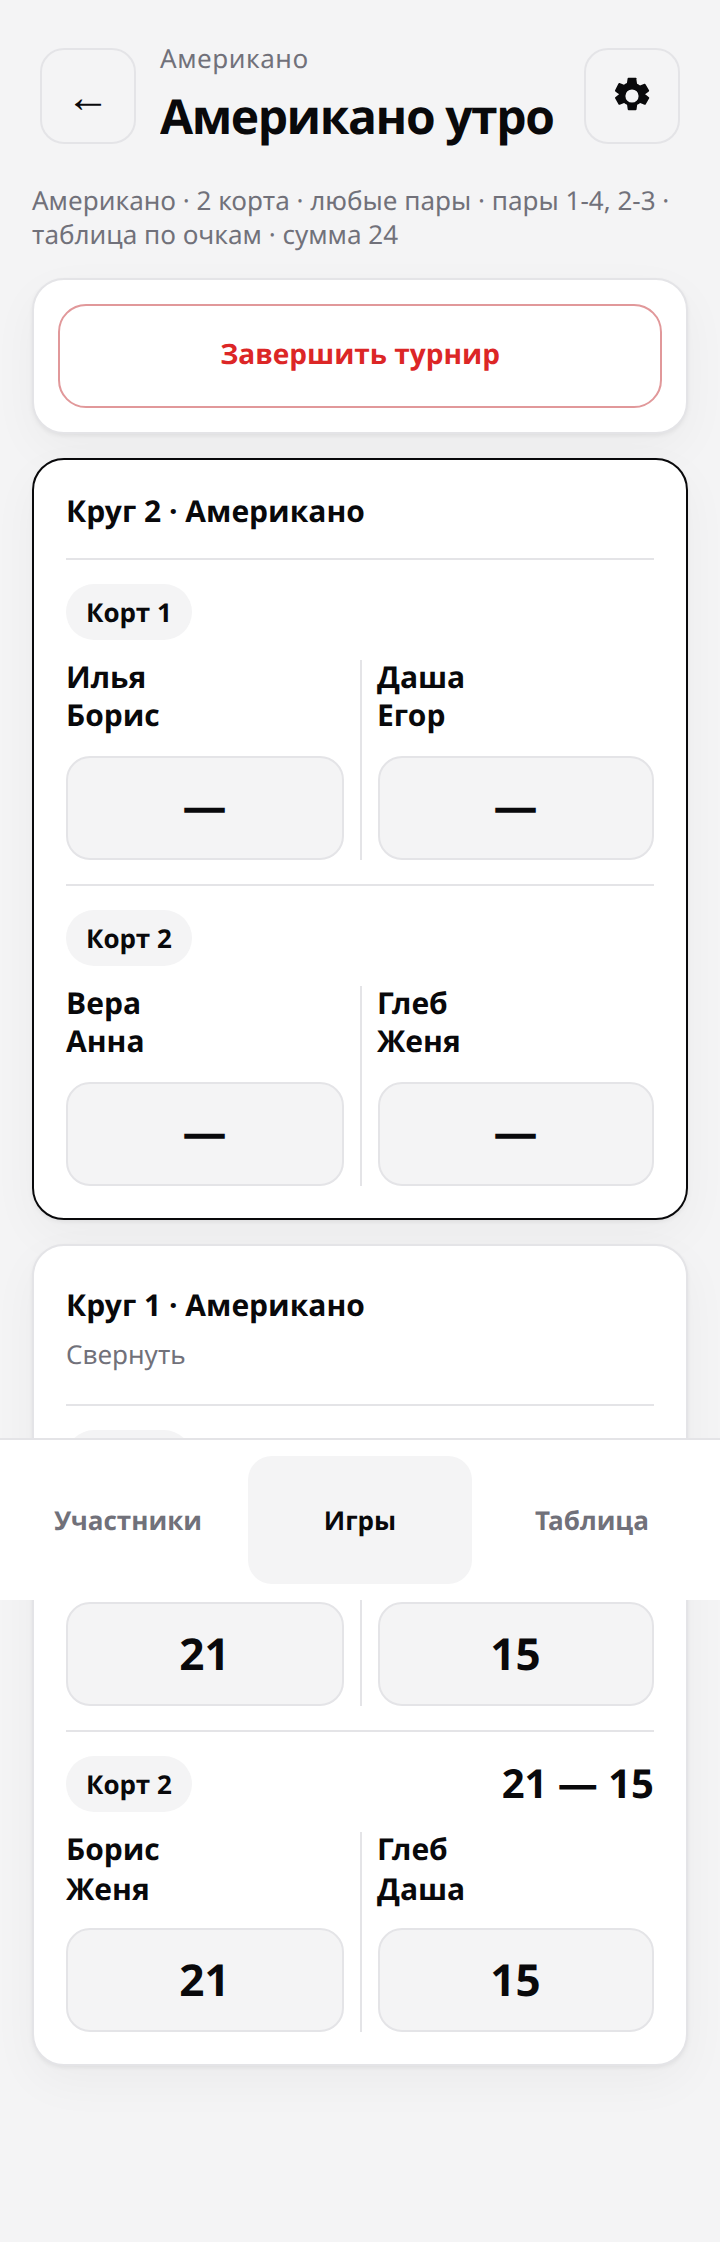 ←
Американо
Американо утро
Американо · 2 корта · любые пары · пары 1-4, 2-3 ·
таблица по очкам · сумма 24
Завершить турнир
Круг 2 · Американо
Корт 1
Илья
Борис
Даша
Егор
— —
Корт 2
Вера
Анна
Глеб
Женя
— —
Круг 1 · Американо
Свернуть
Участники Игры Таблица
21 15
Корт 2 21 — 15
Борис
Женя
Глеб
Даша
21 15